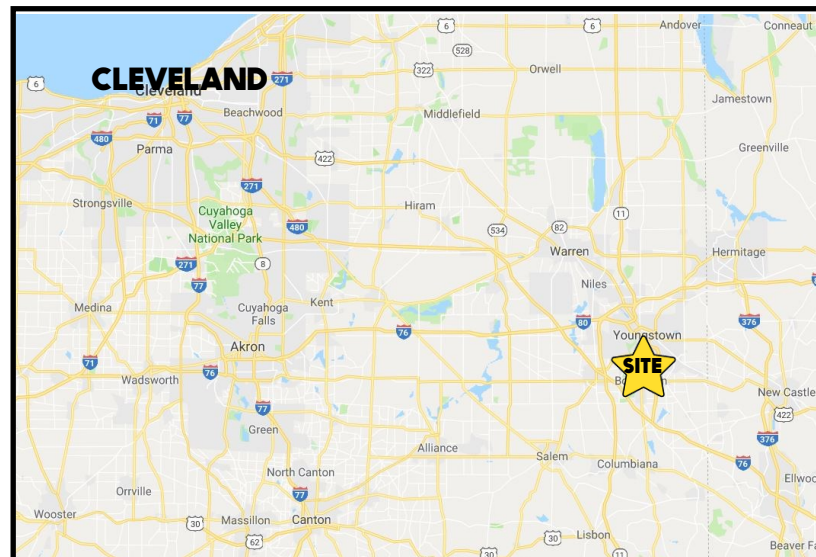 6
6
Andover
Conneaut
528
322
Orwell
CLEVELAND
Cleveland
271
6
Jamestown
71
77
Beachwood
Middlefield
480
Parma
422
Greenville
271
Strongsville
Cuyahoga
Valley
National Park
Hiram
11
480
534
82
Warren
Hermitage
271
8
77
Niles
Medina
Cuyahoga
Falls
Kent
80
376
76
Youngstown
Akron
71
SITE
76
Wadsworth
New Castle
77
422
Green
Alliance
376
North Canton
Salem
Columbiana
76
77
Orrville
Wooster
30
Massillon
Canton
62
30
30
Lisbon
11